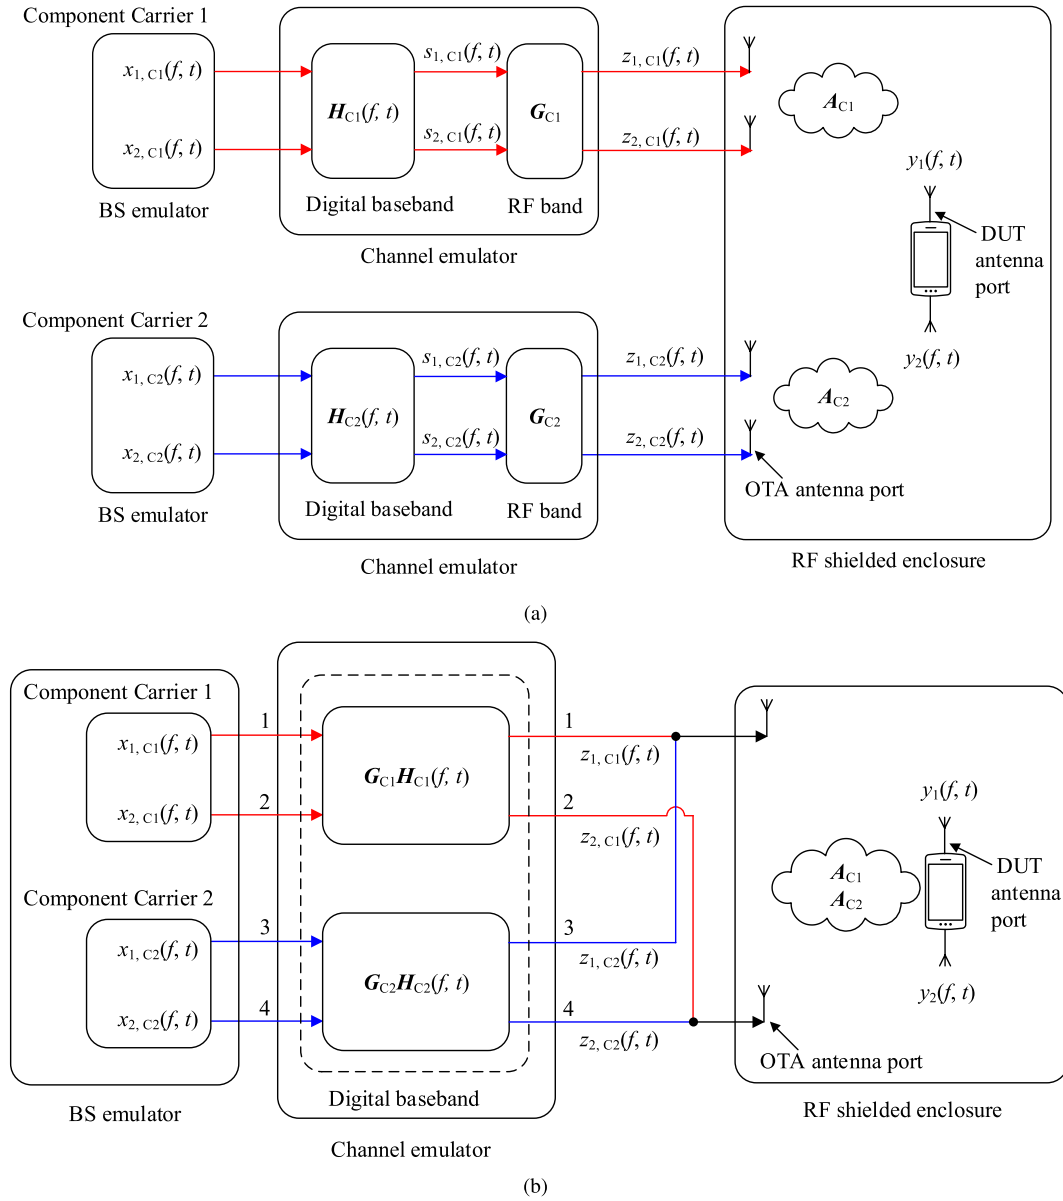 Component Carrier 1
x1, C1(f, t)
x2, C1(f, t)
BS emulator
HC1(f, t)
Digital baseband
s1, C1(f, t)
s2, C1(f, t)
GC1
RF band
Channel emulator
z1, C1(f, t)
z2, C1(f, t)
AC1
y1(f, t)
DUT
antenna
port
y2(f, t)
Component Carrier 2
x1, C2(f, t)
x2, C2(f, t)
BS emulator
HC2(f, t)
Digital baseband
s1, C2(f, t)
s2, C2(f, t)
GC2
RF band
Channel emulator
z1, C2(f, t)
z2, C2(f, t)
AC2
OTA antenna port
RF shielded enclosure
(a)
Component Carrier 1
x1, C1(f, t)
x2, C1(f, t)
Component Carrier 2
x1, C2(f, t)
x2, C2(f, t)
BS emulator
1
2
3
4
GC1HC1(f, t)
GC2HC2(f, t)
Digital baseband
Channel emulator
1
z1, C1(f, t)
2
z2, C1(f, t)
3
z1, C2(f, t)
4
z2, C2(f, t)
AC1
AC2
y1(f, t)
DUT
antenna
port
y2(f, t)
OTA antenna port
RF shielded enclosure
(b)